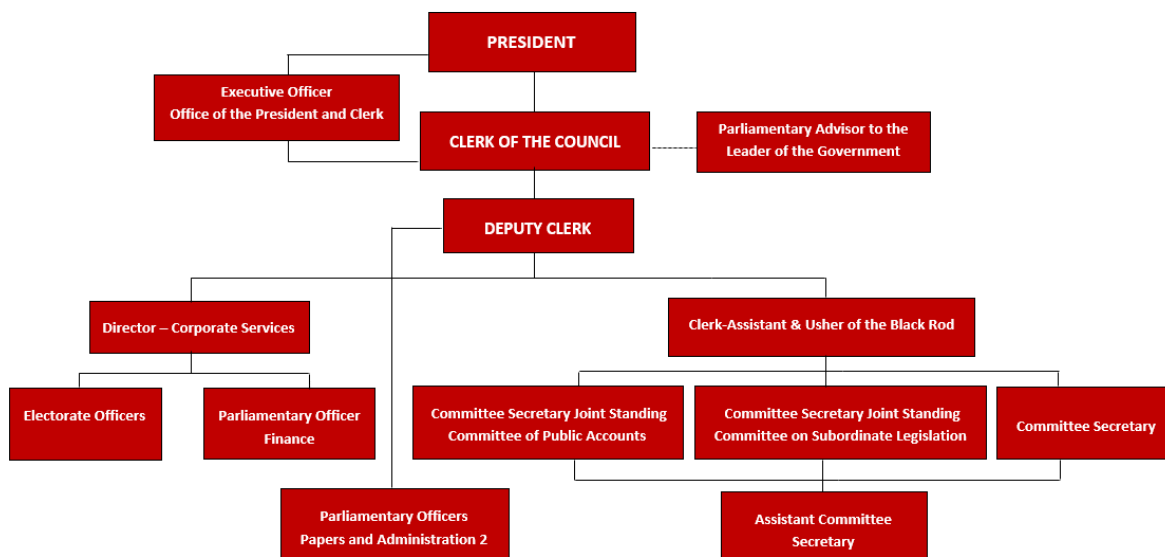 PRESIDENT
Executive Officer
Office of the President and Clerk
CLERK OF THE COUNCIL
Parliamentary Advisor to the
Leader of the Government
DEPUTY CLERK
Director – Corporate Services
Clerk-Assistant & Usher of the Black Rod
Electorate Officers
Parliamentary Officer
Finance
Committee Secretary Joint Standing
Committee of Public Accounts
Committee Secretary Joint Standing
Committee on Subordinate Legislation
Committee Secretary
Parliamentary Officers
Papers and Administration 2
Assistant Committee
Secretary